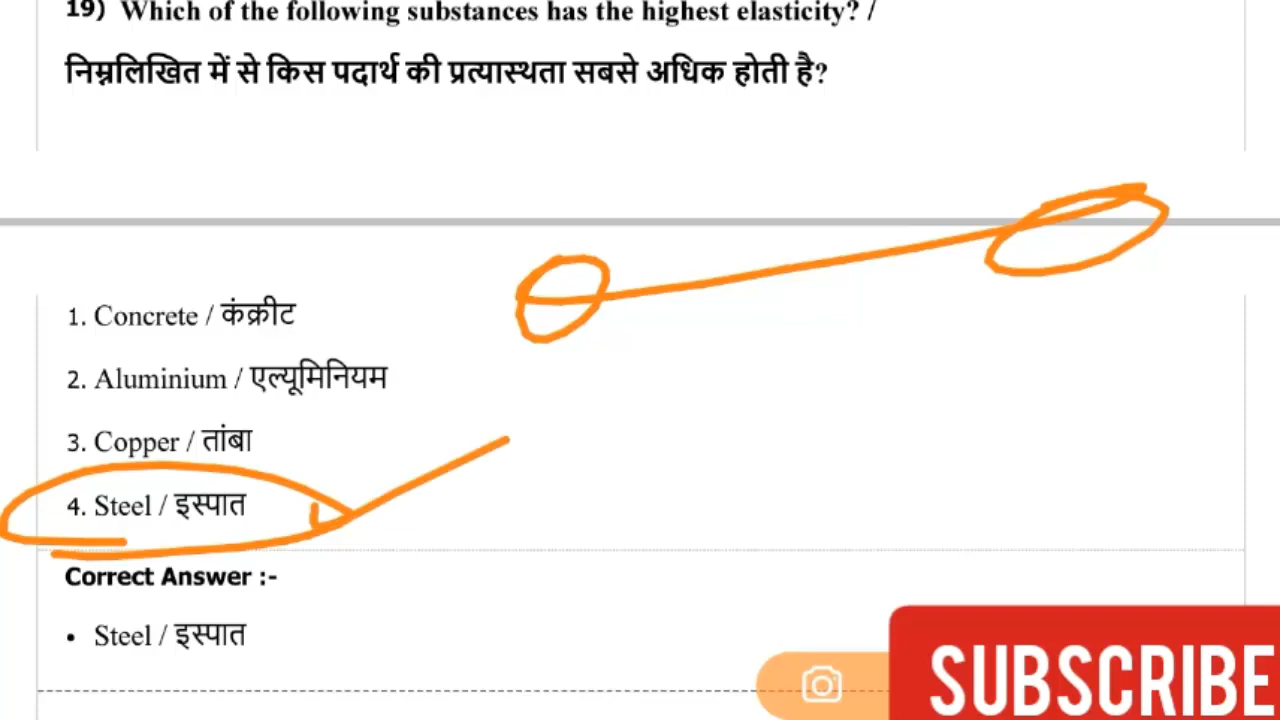 19) Which of the following substances has the highest elasticity? /
निम्नलिखित में से किस पदार्थ की प्रत्यास्थता सबसे अधिक होती है?
1. Concrete / कंक्रीट
2. Aluminium / एल्यूमिनियम
3. Copper / तांबा
4. Steel / इस्पात
Correct Answer :-
• Steel / इस्पात
SUBSCRIBE